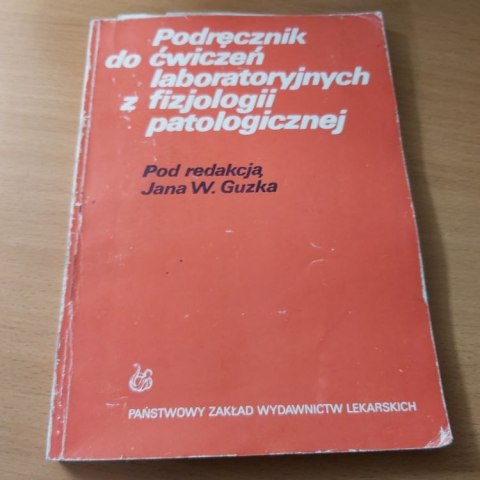 Podręcznik
do ćwiczeń
laboratoryjnych
z fizjologii
patologicznej
Pod redakcją
Jana W. Guzka
PAŃSTWOWY ZAKŁAD WYDAWNICTW LEKARSKICH